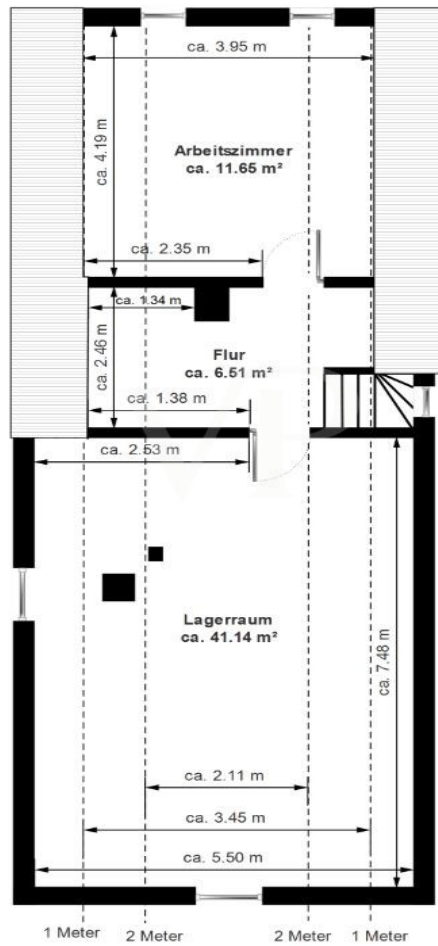 ca. 3.95 m
ca. 4.19 m
Arbeitszimmer
ca. 11.65 m²
ca. 2.35 m
ca. 1.34 m
ca. 2.46 m
Flur
ca. 6.51 m²
ca. 1.38 m
ca. 2.53 m
Lagerraum
ca. 41.14 m²
ca. 7.48 m
ca. 2.11 m
ca. 3.45 m
ca. 5.50 m
1 Meter 2 Meter 2 Meter 1 Meter